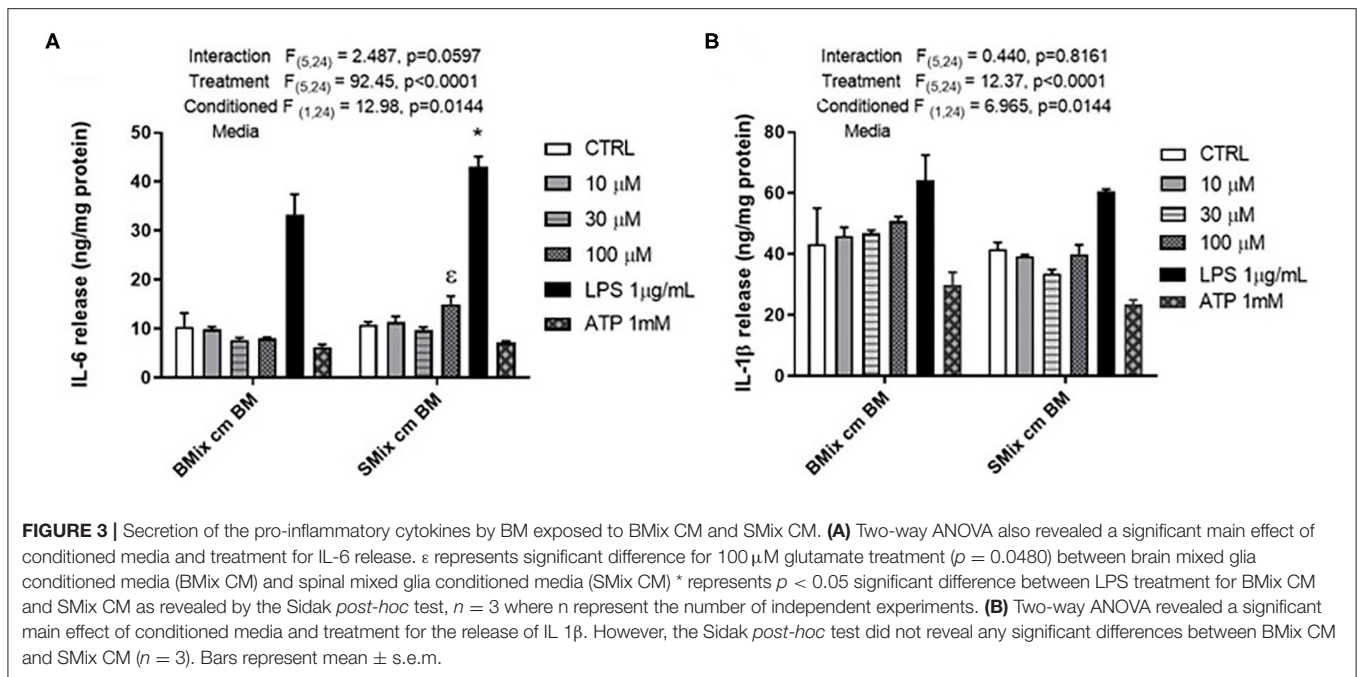 A
Interaction F(5,24) = 2.487, p=0.0597
Treatment F(5,24) = 92.45, p<0.0001
Conditioned F (1,24) = 12.98, p=0.0144
Media
IL-6 release (ng/mg protein)
50
40
30
20
10
0
*
ε
BMix cm BM
SMix cm BM
CTRL
10 μM
30 μM
100 μM
LPS 1μg/mL
ATP 1mM
B
Interaction F(5,24) = 0.440, p=0.8161
Treatment F(5,24) = 12.37, p<0.0001
Conditioned F (1,24) = 6.965, p=0.0144
Media
IL-1β release (ng/mg protein)
80
60
40
20
0
BMix cm BM
SMix cm BM
CTRL
10 μM
30 μM
100 μM
LPS 1μg/mL
ATP 1mM
FIGURE 3 | Secretion of the pro-inflammatory cytokines by BM exposed to BMix CM and SMix CM. (A) Two-way ANOVA also revealed a significant main effect of
conditioned media and treatment for IL-6 release. ε represents significant difference for 100 μM glutamate treatment (p = 0.0480) between brain mixed glia
conditioned media (BMix CM) and spinal mixed glia conditioned media (SMix CM) * represents p < 0.05 significant difference between LPS treatment for BMix CM
and SMix CM as revealed by the Sidak post-hoc test, n = 3 where n represent the number of independent experiments. (B) Two-way ANOVA revealed a significant
main effect of conditioned media and treatment for the release of IL 1β. However, the Sidak post-hoc test did not reveal any significant differences between BMix CM
and SMix CM (n = 3). Bars represent mean ± s.e.m.